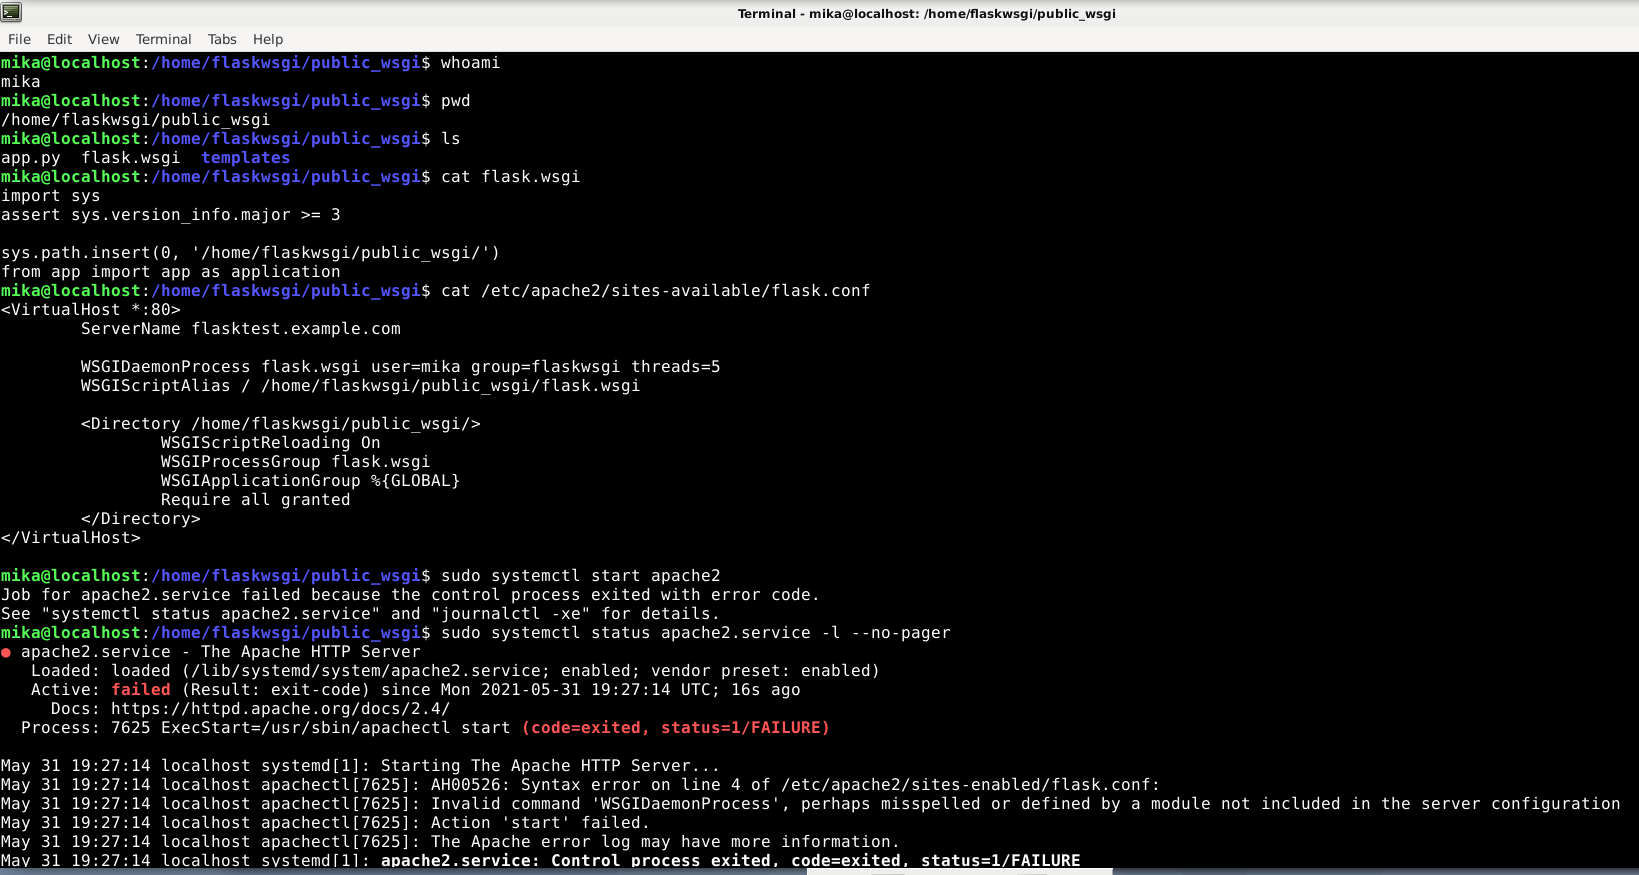 Terminal - mika@localhost: /home/flaskwsgi/public_wsgi
File Edit View Terminal Tabs Help
mika@localhost:/home/flaskwsgi/public_wsgi$ whoami
mika
mika@localhost:/home/flaskwsgi/public_wsgi$ pwd
/home/flaskwsgi/public_wsgi
mika@localhost:/home/flaskwsgi/public_wsgi$ ls
app.py  flask.wsgi  templates
mika@localhost:/home/flaskwsgi/public_wsgi$ cat flask.wsgi
import sys
assert sys.version_info.major >= 3
sys.path.insert(0, '/home/flaskwsgi/public_wsgi/')
from app import app as application
mika@localhost:/home/flaskwsgi/public_wsgi$ cat /etc/apache2/sites-available/flask.conf
<VirtualHost *:80>
        ServerName flasktest.example.com
        WSGIDaemonProcess flask.wsgi user=mika group=flaskwsgi threads=5
        WSGIScriptAlias / /home/flaskwsgi/public_wsgi/flask.wsgi
        <Directory /home/flaskwsgi/public_wsgi/>
                WSGIScriptReloading On
                WSGIProcessGroup flask.wsgi
                WSGIApplicationGroup %{GLOBAL}
                Require all granted
        </Directory>
</VirtualHost>
mika@localhost:/home/flaskwsgi/public_wsgi$ sudo systemctl start apache2
Job for apache2.service failed because the control process exited with error code.
See "systemctl status apache2.service" and "journalctl -xe" for details.
mika@localhost:/home/flaskwsgi/public_wsgi$ sudo systemctl status apache2.service -l --no-pager
● apache2.service - The Apache HTTP Server
   Loaded: loaded (/lib/systemd/system/apache2.service; enabled; vendor preset: enabled)
   Active: failed (Result: exit-code) since Mon 2021-05-31 19:27:14 UTC; 16s ago
     Docs: https://httpd.apache.org/docs/2.4/
  Process: 7625 ExecStart=/usr/sbin/apachectl start (code=exited, status=1/FAILURE)
May 31 19:27:14 localhost systemd[1]: Starting The Apache HTTP Server...
May 31 19:27:14 localhost apachectl[7625]: AH00526: Syntax error on line 4 of /etc/apache2/sites-enabled/flask.conf:
May 31 19:27:14 localhost apachectl[7625]: Invalid command 'WSGIDaemonProcess', perhaps misspelled or defined by a module not included in the server configuration
May 31 19:27:14 localhost apachectl[7625]: Action 'start' failed.
May 31 19:27:14 localhost apachectl[7625]: The Apache error log may have more information.
May 31 19:27:14 localhost systemd[1]: apache2.service: Control process exited, code=exited, status=1/FAILURE